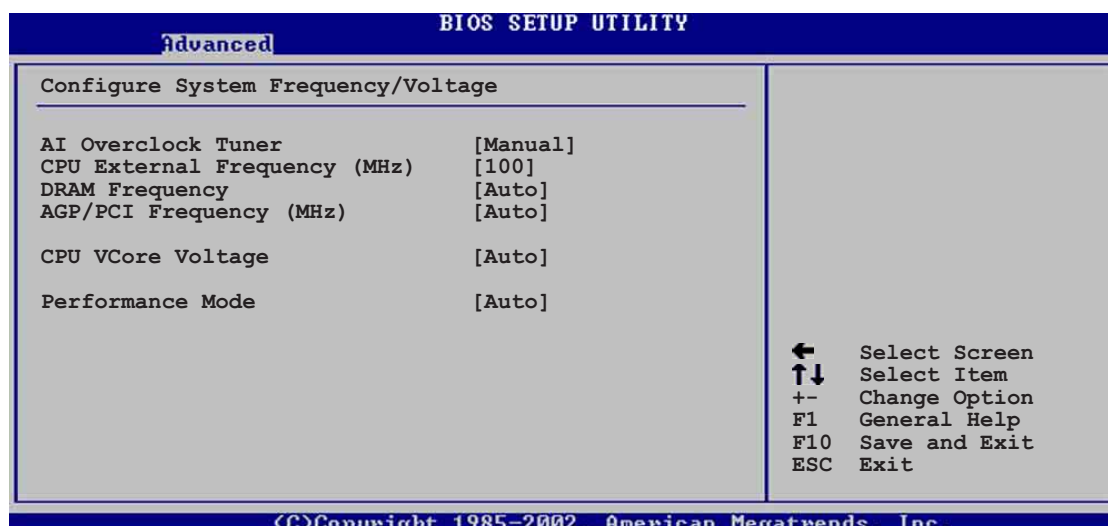 BIOS SETUP UTILITY
Advanced
Configure System Frequency/Voltage
AI Overclock Tuner [Manual]
CPU External Frequency (MHz) [100]
DRAM Frequency [Auto]
AGP/PCI Frequency (MHz) [Auto]
CPU VCore Voltage [Auto]
Performance Mode [Auto]
← Select Screen
↑↓ Select Item
+- Change Option
F1 General Help
F10 Save and Exit
ESC Exit
(C)Copyright 1985-2002, American Megatrends, Inc.